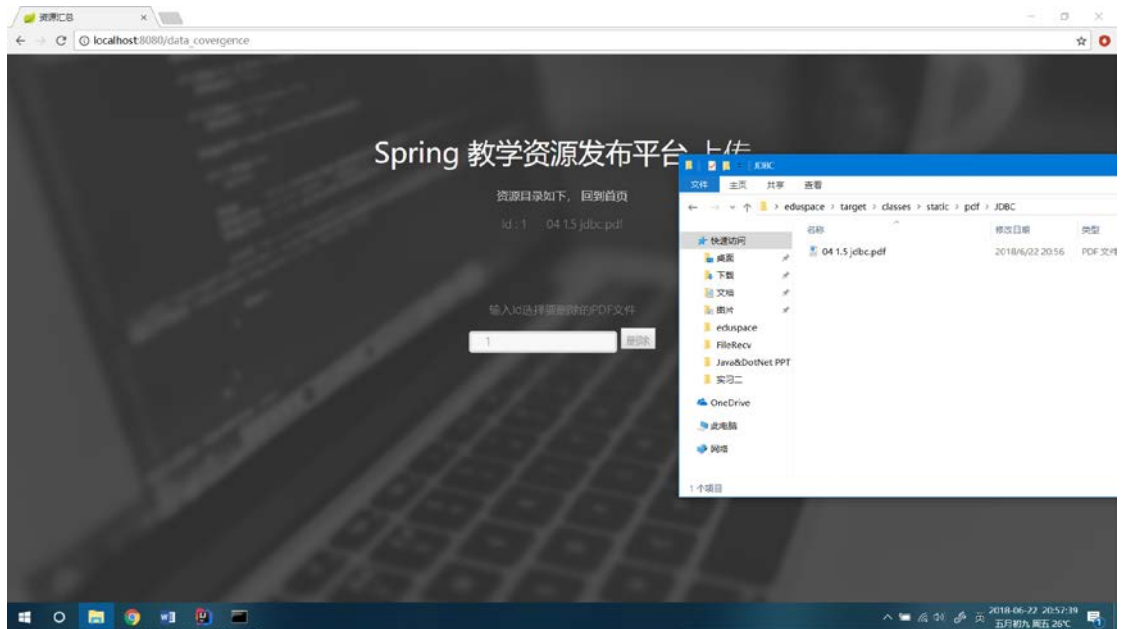 资源汇总
localhost:8080/data_covergence
Spring 教学资源发布平台 上传
资源目录如下，回到首页
Id : 1 04 1.5 jdbc.pdf
输入Id选择要删除的PDF文件
1
删除
JDBC
文件 主页 共享 查看
eduspace > target > classes > static > pdf > JDBC
名称 修改日期 类型
快速访问
04 1.5 jdbc.pdf 2018/6/22 20:56 PDF 文件
桌面
下载
文档
图片
eduspace
FileRecv
Java&DotNet PPT
实习二
OneDrive
此电脑
网络
1 个项目
英
2018-06-22 20:57:39
五月初九 周五 26℃